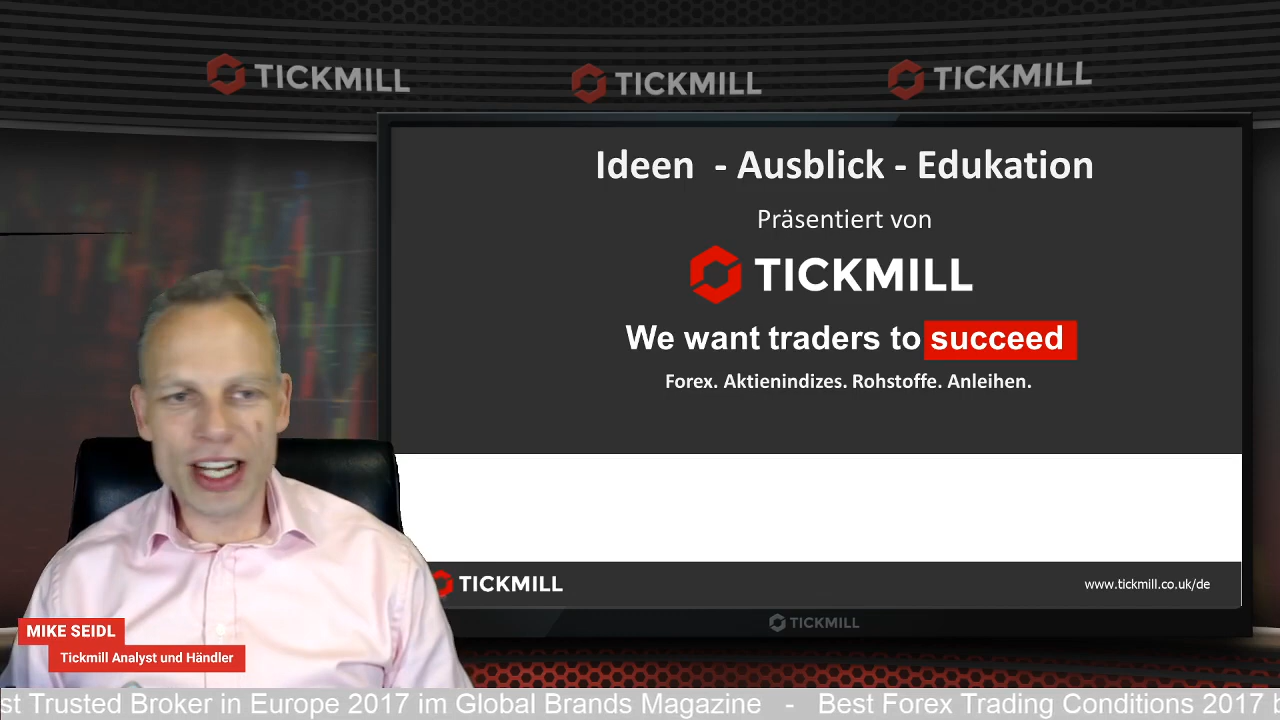 TICKMILL
TICKMILL
TICKMILL
Ideen - Ausblick - Edukation
Präsentiert von
TICKMILL
We want traders to succeed
Forex. Aktienindizes. Rohstoffe. Anleihen.
TICKMILL
www.tickmill.co.uk/de
TICKMILL
MIKE SEIDL
Tickmill Analyst und Händler
st Trusted Broker in Europe 2017 im Global Brands Magazine - Best Forex Trading Conditions 2017 b